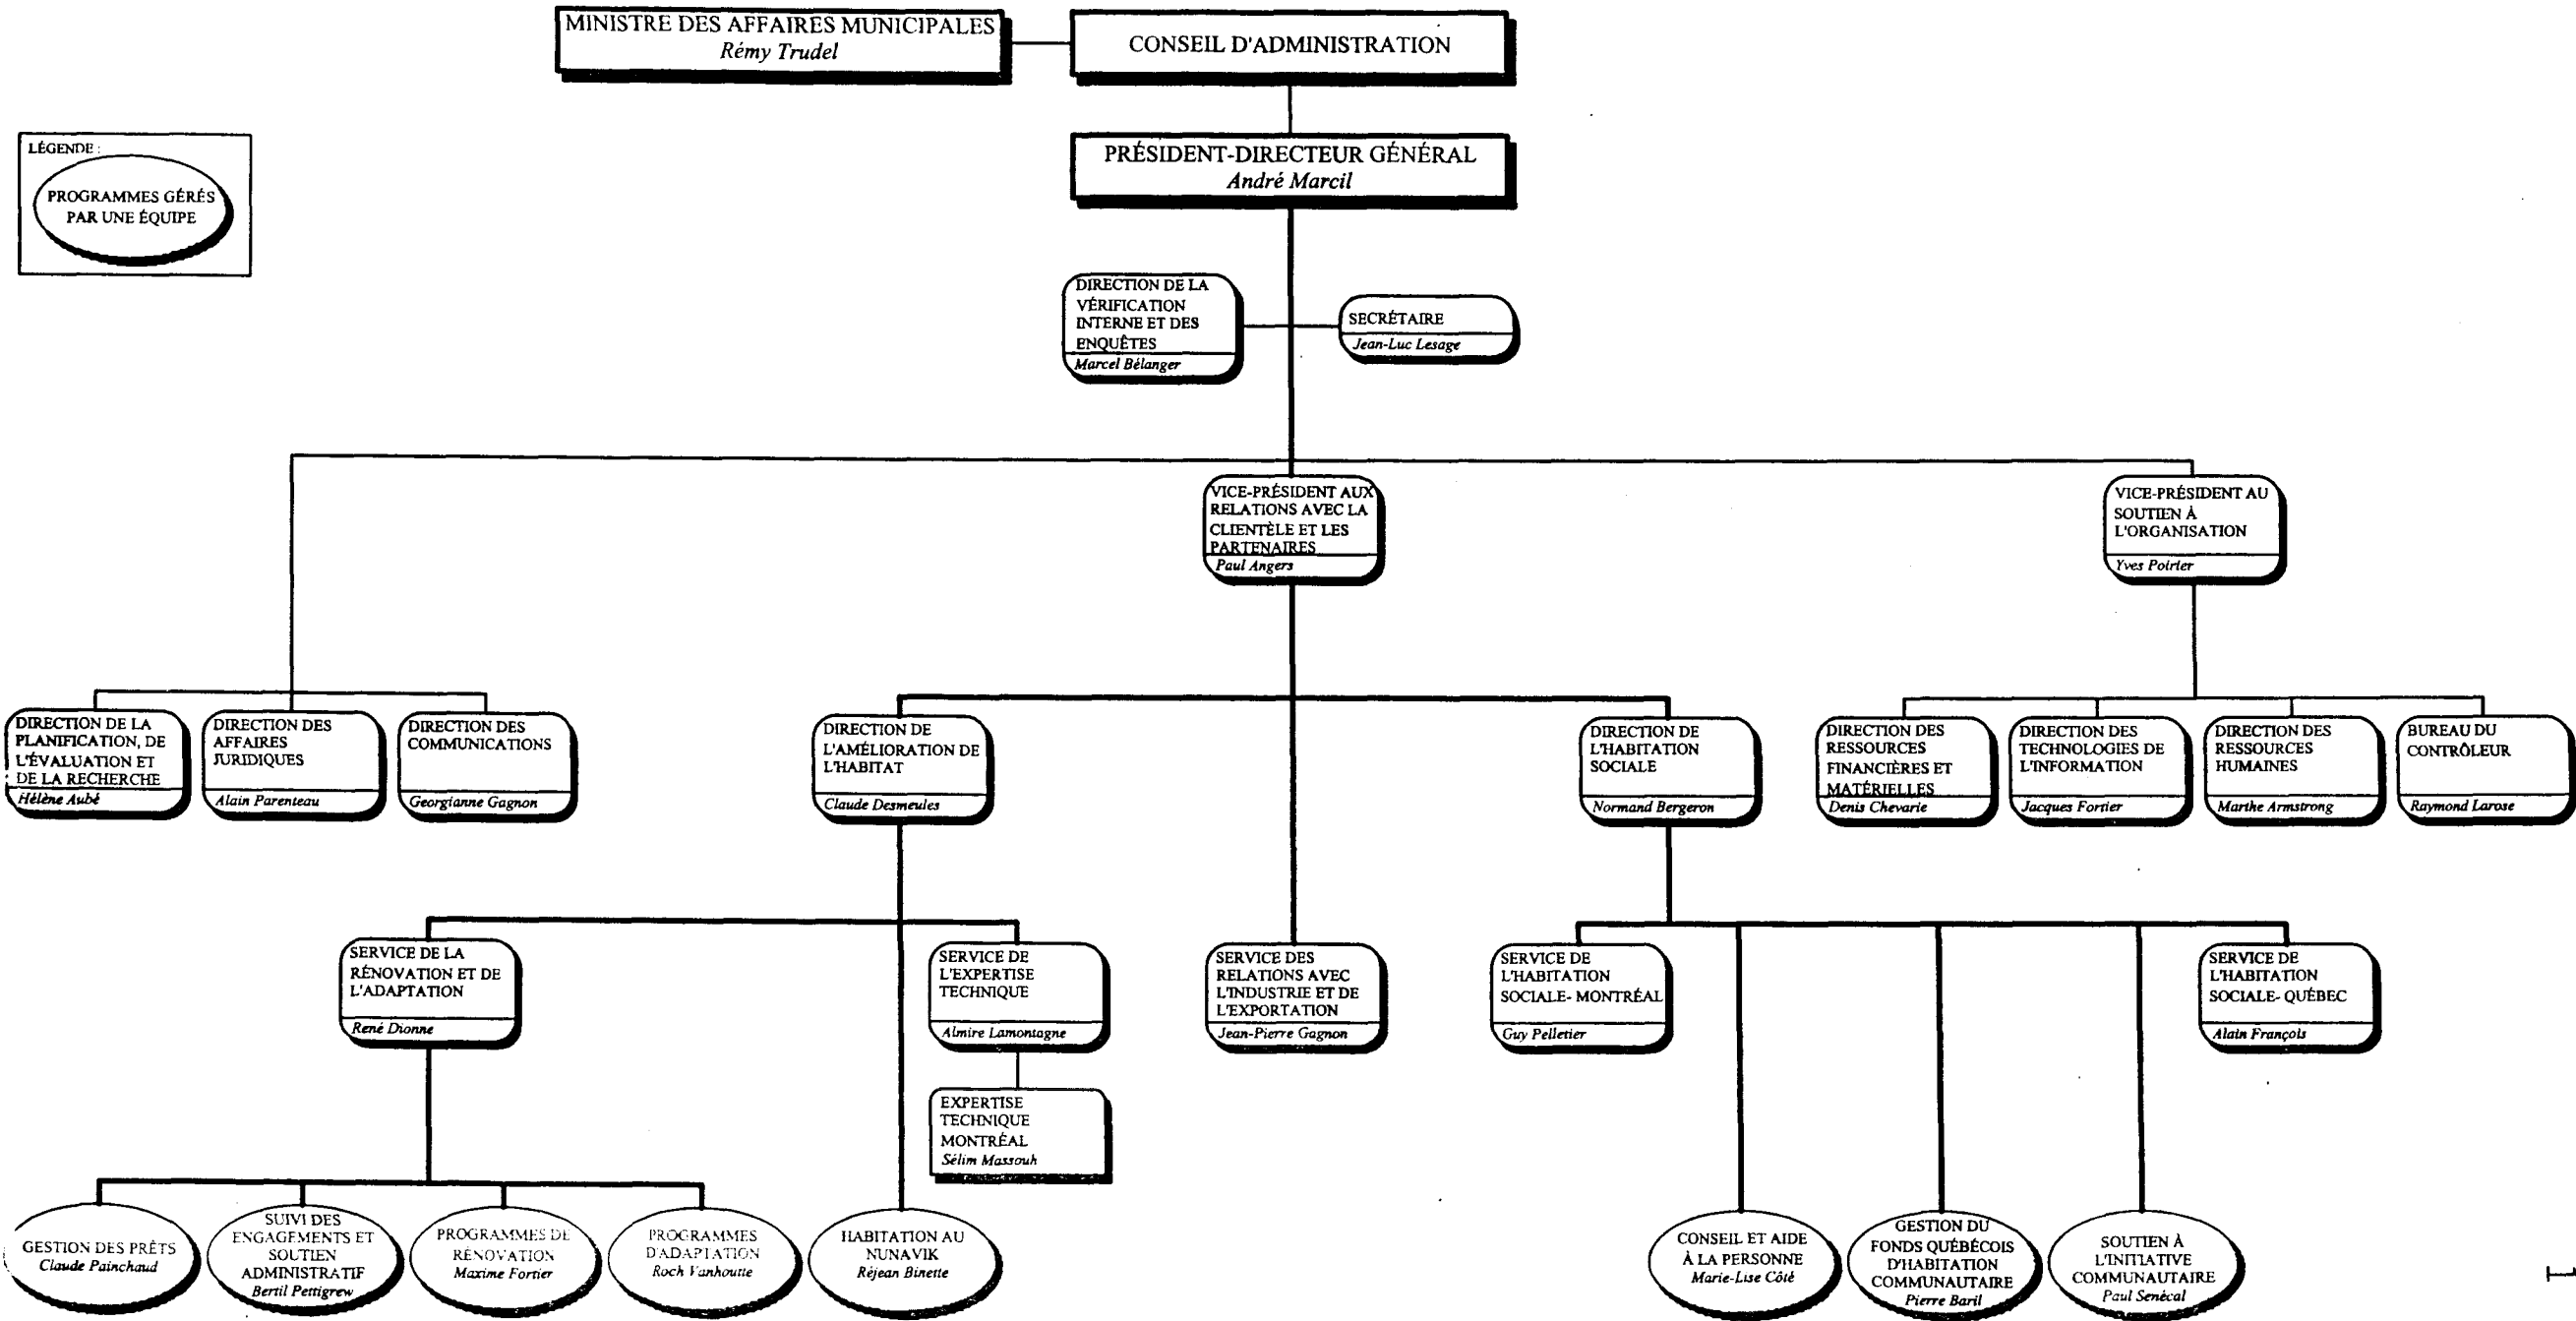 MINISTRE DES AFFAIRES MUNICIPALES
Rémy Trudel
CONSEIL D'ADMINISTRATION
LÉGENDE :
PROGRAMMES GÉRÉS
PAR UNE ÉQUIPE
PRÉSIDENT-DIRECTEUR GÉNÉRAL
André Marcil
DIRECTION DE LA
VÉRIFICATION
INTERNE ET DES
ENQUÊTES
Marcel Bélanger
SECRÉTAIRE
Jean-Luc Lesage
VICE-PRÉSIDENT AUX
RELATIONS AVEC LA
CLIENTÈLE ET LES
PARTENAIRES
Paul Angers
VICE-PRÉSIDENT AU
SOUTIEN À
L'ORGANISATION
Yves Poirier
DIRECTION DE LA
PLANIFICATION, DE
L'ÉVALUATION ET
DE LA RECHERCHE
Hélène Aubé
DIRECTION DES
AFFAIRES
JURIDIQUES
Alain Parenteau
DIRECTION DES
COMMUNICATIONS
Georgianne Gagnon
DIRECTION DE
L'AMÉLIORATION DE
L'HABITAT
Claude Desmeules
DIRECTION DE
L'HABITATION
SOCIALE
Normand Bergeron
DIRECTION DES
RESSOURCES
FINANCIÈRES ET
MATÉRIELLES
Denis Chevarie
DIRECTION DES
TECHNOLOGIES DE
L'INFORMATION
Jacques Fortier
DIRECTION DES
RESSOURCES
HUMAINES
Marthe Armstrong
BUREAU DU
CONTRÔLEUR
Raymond Larose
SERVICE DE LA
RÉNOVATION ET DE
L'ADAPTATION
René Dionne
SERVICE DE
L'EXPERTISE
TECHNIQUE
Almire Lamontagne
SERVICE DES
RELATIONS AVEC
L'INDUSTRIE ET DE
L'EXPORTATION
Jean-Pierre Gagnon
SERVICE DE
L'HABITATION
SOCIALE- MONTRÉAL
Guy Pelletier
SERVICE DE
L'HABITATION
SOCIALE- QUÉBEC
Alain François
EXPERTISE
TECHNIQUE
MONTRÉAL
Sélim Massouh
GESTION DES PRÊTS
Claude Painchaud
SUIVI DES
ENGAGEMENTS ET
SOUTIEN
ADMINISTRATIF
Bertil Pettigrew
PROGRAMMES DE
RÉNOVATION
Maxime Fortier
PROGRAMMES
D'ADAPTATION
Roch Vanhoutte
HABITATION AU
NUNAVIK
Réjean Binette
CONSEIL ET AIDE
À LA PERSONNE
Marie-Lise Côté
GESTION DU
FONDS QUÉBÉCOIS
D'HABITATION
COMMUNAUTAIRE
Pierre Baril
SOUTIEN À
L'INITIATIVE
COMMUNAUTAIRE
Paul Senécal